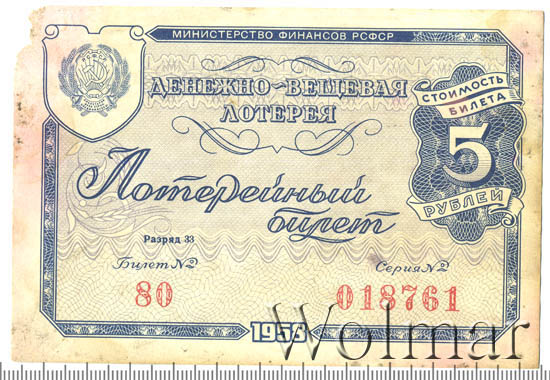 МИНИСТЕРСТВО ФИНАНСОВ РСФСР
ДЕНЕЖНО-ВЕЩЕВАЯ
ЛОТЕРЕЯ
СТОИМОСТЬ
БИЛЕТА
5
РУБЛЕЙ
Лотерейный
билет
Разряд 33
Билет №
Серия №
80
018761
1958
Wolmar